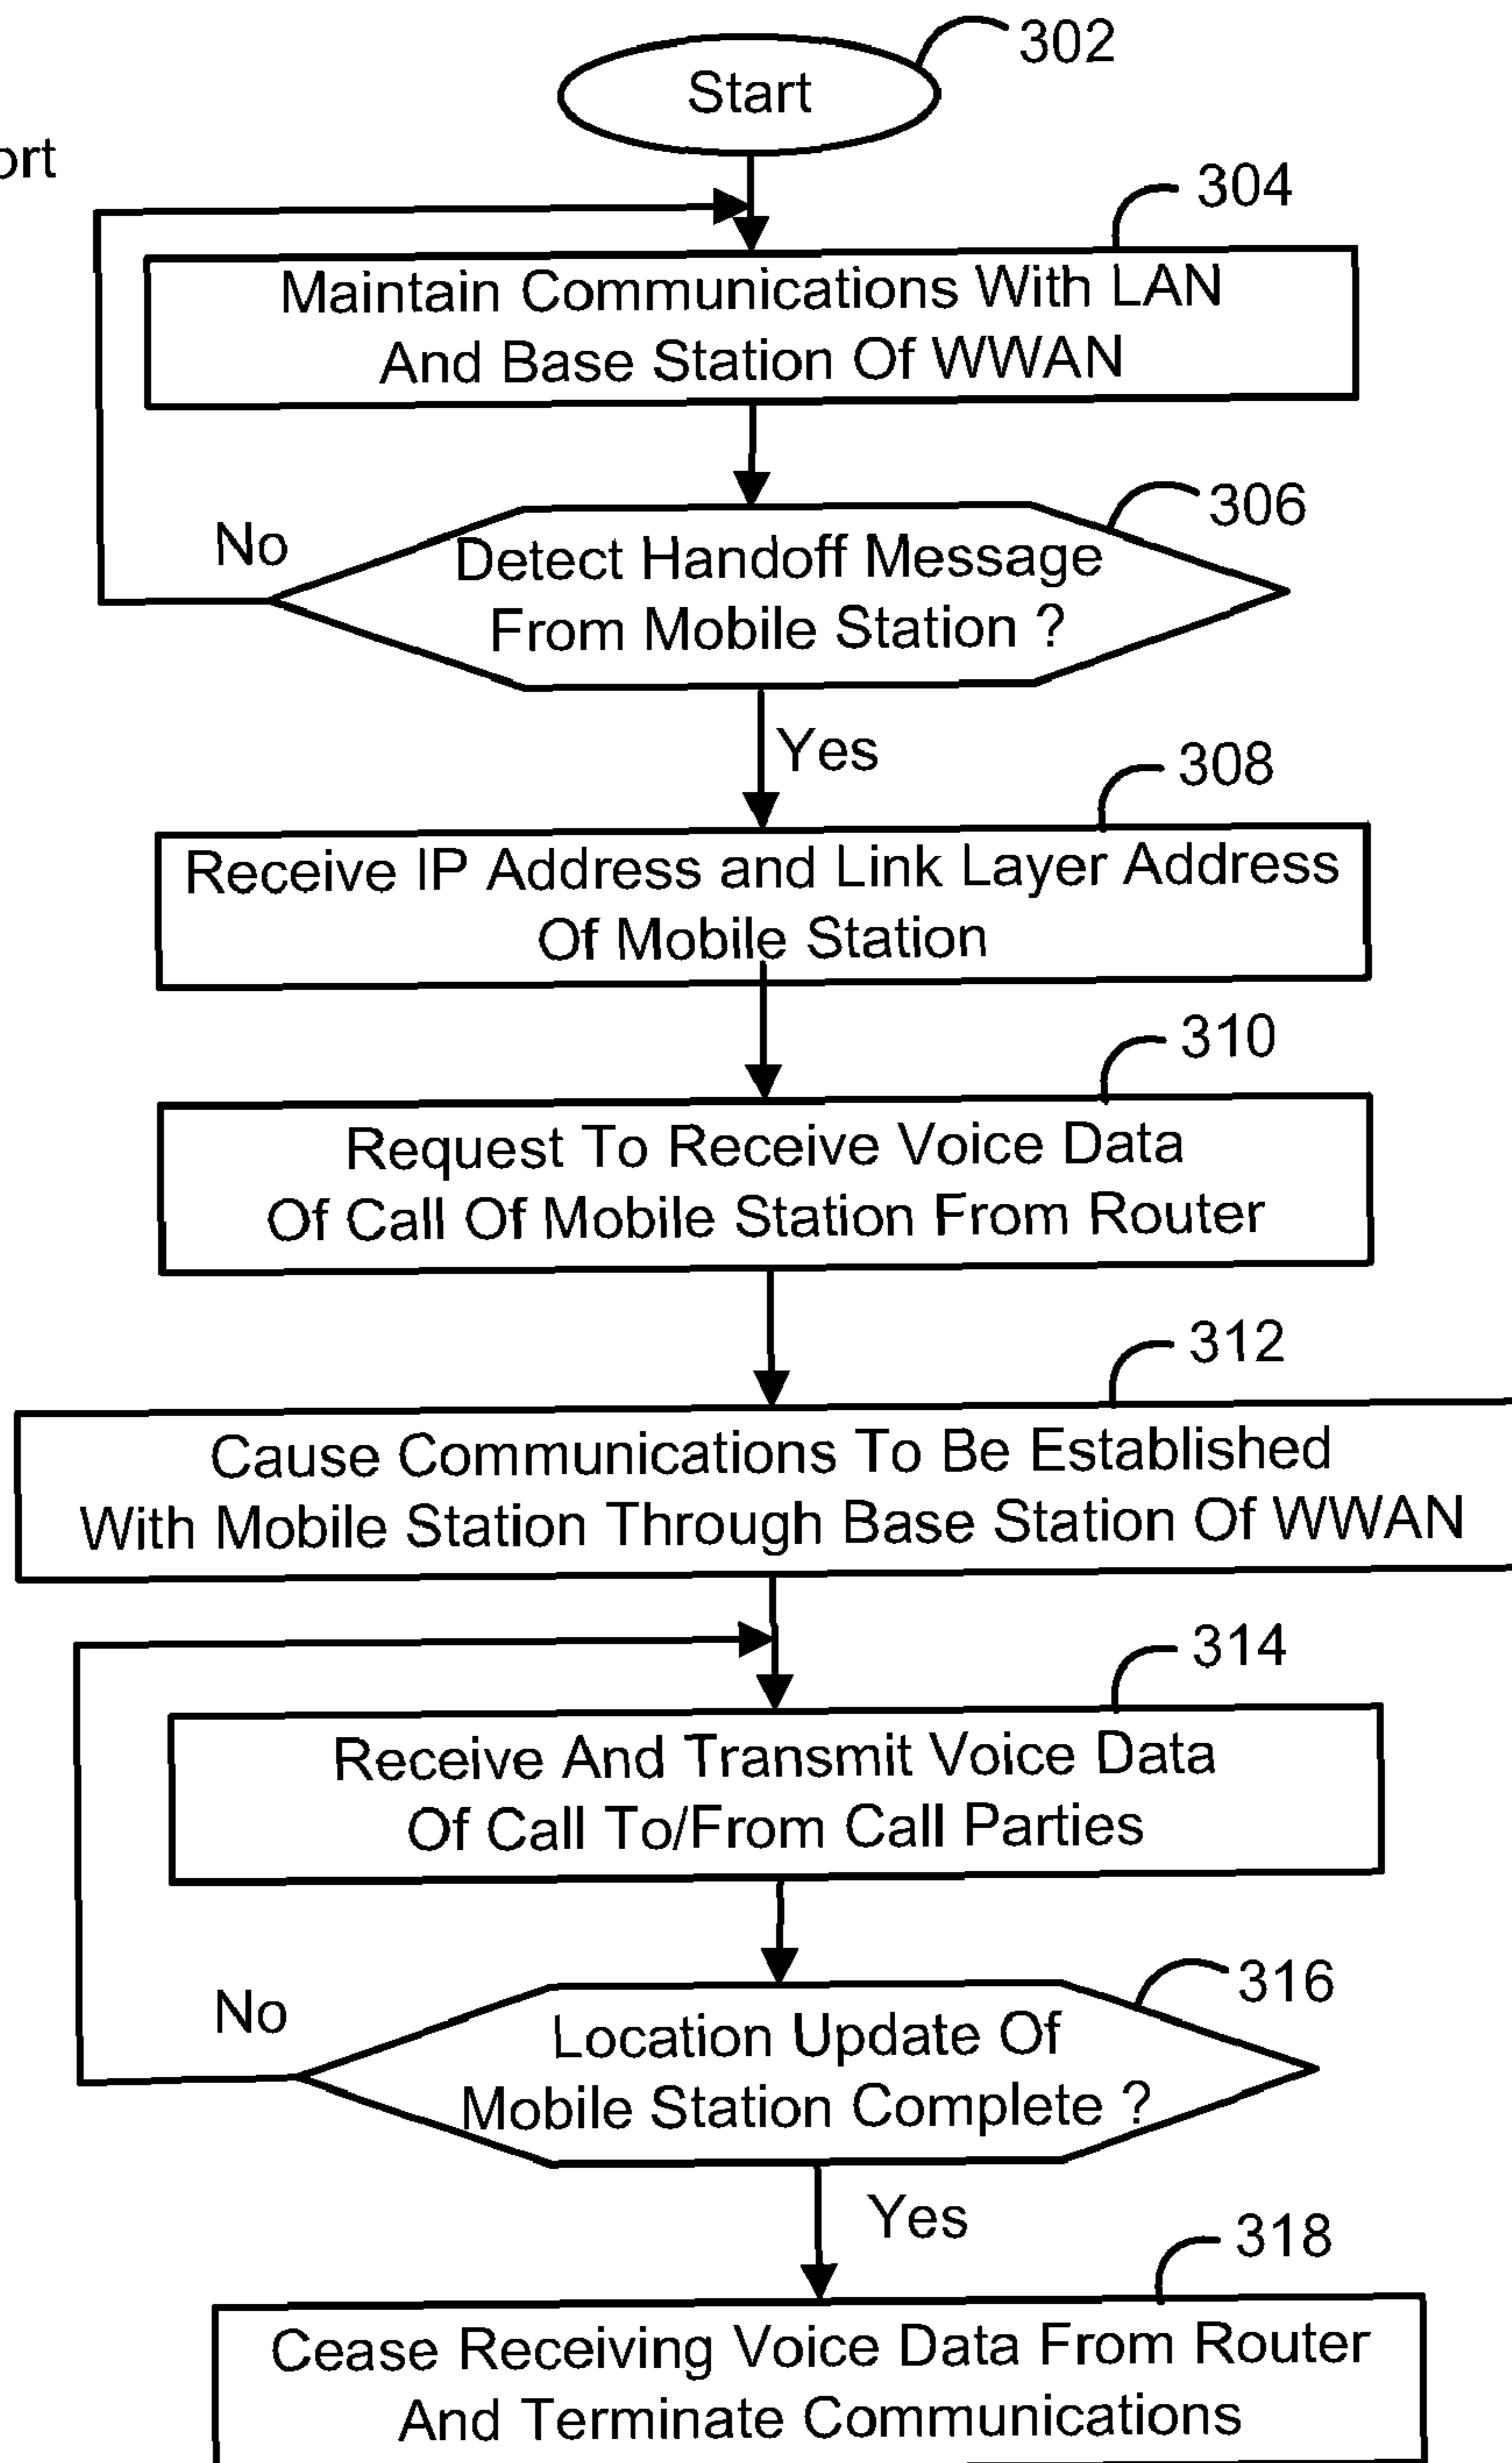 302
Start
ort
304
Maintain Communications With LAN
And Base Station Of WWAN
306
No
Detect Handoff Message
From Mobile Station ?
Yes
308
Receive IP Address and Link Layer Address
Of Mobile Station
310
Request To Receive Voice Data
Of Call Of Mobile Station From Router
312
Cause Communications To Be Established
With Mobile Station Through Base Station Of WWAN
314
Receive And Transmit Voice Data
Of Call To/From Call Parties
316
No
Location Update Of
Mobile Station Complete ?
Yes
318
Cease Receiving Voice Data From Router
And Terminate Communications